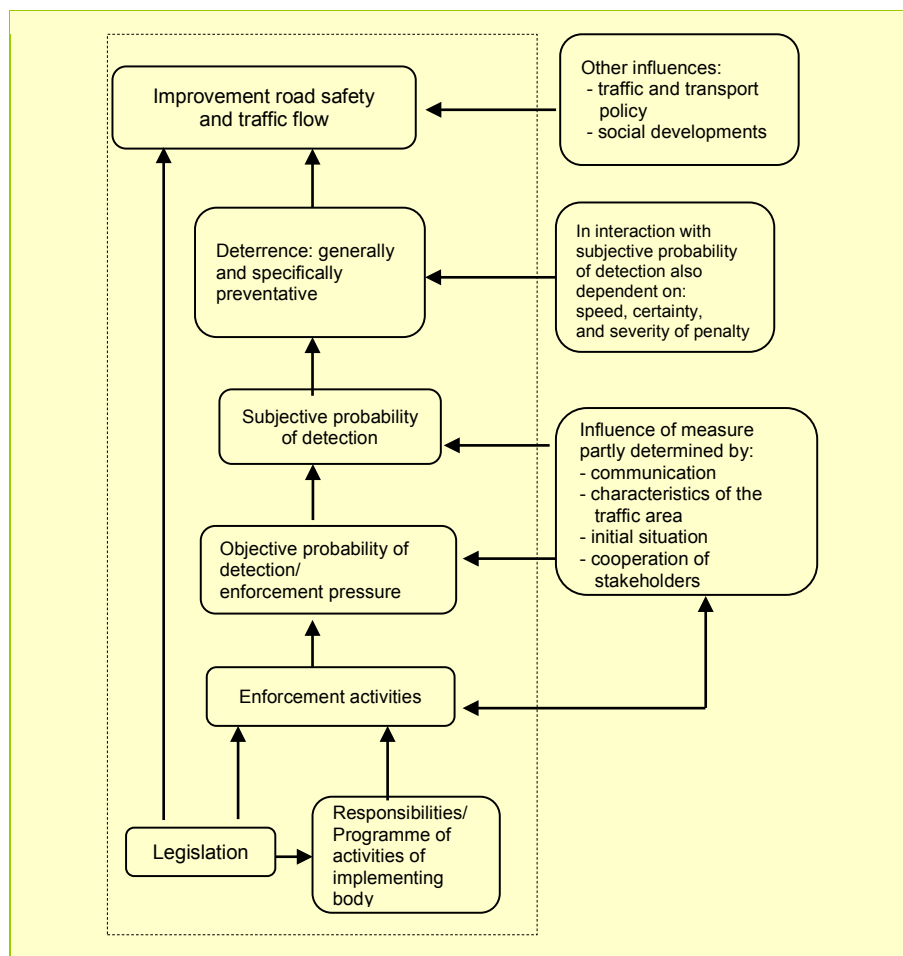 Improvement road safety
and traffic flow
Other influences:
- traffic and transport
policy
- social developments
Deterrence: generally
and specifically
preventative
In interaction with
subjective probability
of detection also
dependent on:
speed, certainty,
and severity of penalty
Subjective probability
of detection
Influence of measure
partly determined by:
- communication
- characteristics of the
traffic area
- initial situation
- cooperation of
stakeholders
Objective probability of
detection/
enforcement pressure
Enforcement activities
Legislation
Responsibilities/
Programme of
activities of
implementing
body